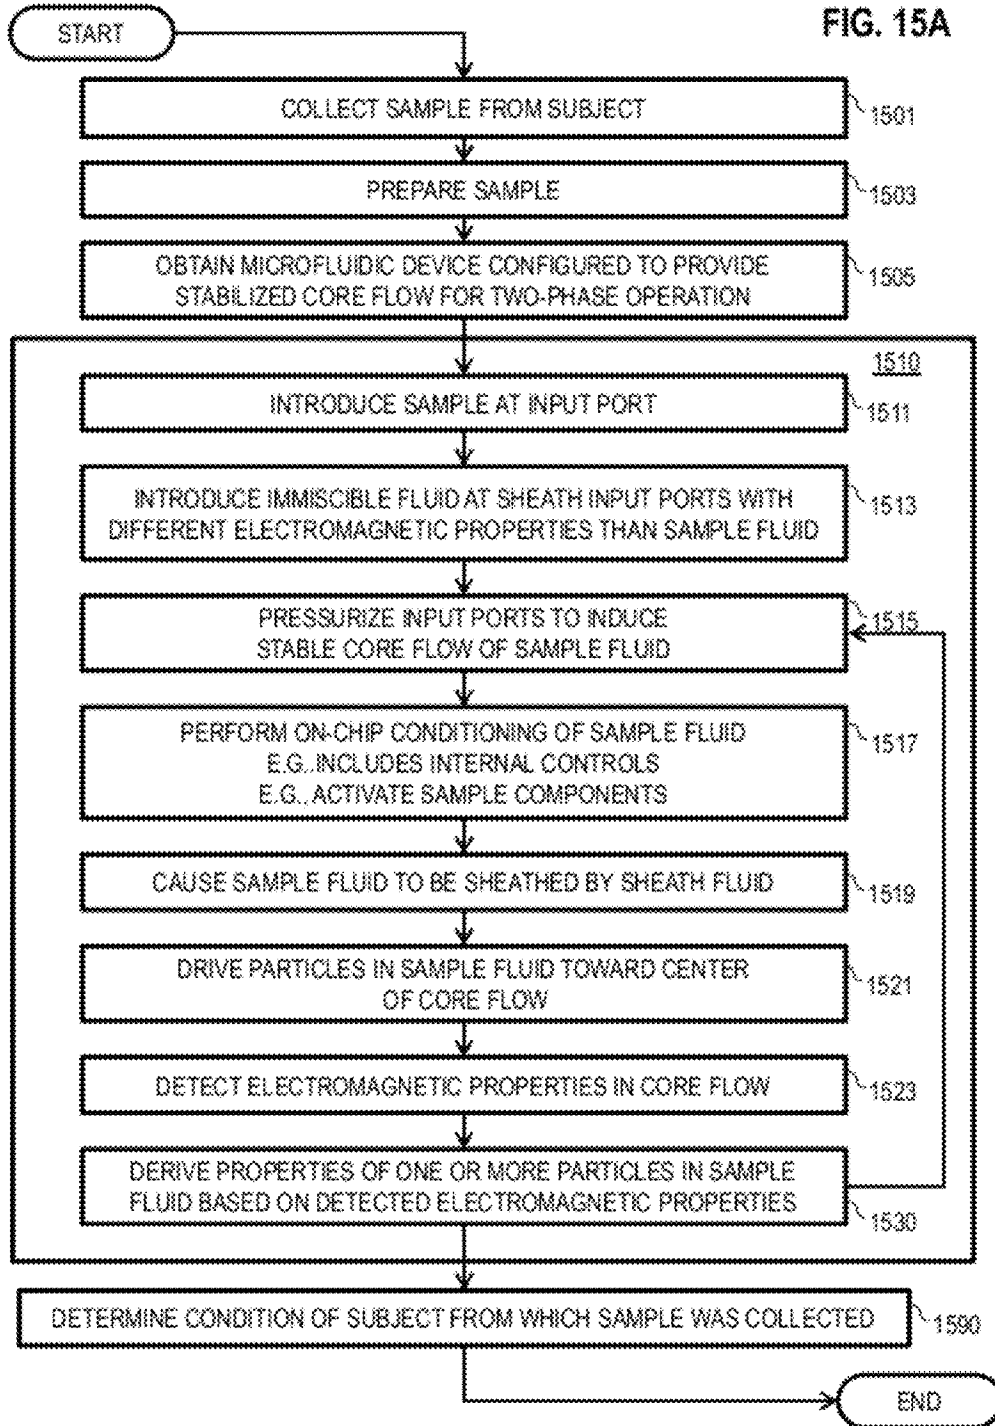 FIG. 15A
START
COLLECT SAMPLE FROM SUBJECT
1501
PREPARE SAMPLE
1503
OBTAIN MICROFLUIDIC DEVICE CONFIGURED TO PROVIDE
STABILIZED CORE FLOW FOR TWO-PHASE OPERATION
1505
1510
INTRODUCE SAMPLE AT INPUT PORT
1511
INTRODUCE IMMISCIBLE FLUID AT SHEATH INPUT PORTS WITH
DIFFERENT ELECTROMAGNETIC PROPERTIES THAN SAMPLE FLUID
1513
PRESSURIZE INPUT PORTS TO INDUCE
STABLE CORE FLOW OF SAMPLE FLUID
1515
PERFORM ON-CHIP CONDITIONING OF SAMPLE FLUID
E.G., INCLUDES INTERNAL CONTROLS
E.G., ACTIVATE SAMPLE COMPONENTS
1517
CAUSE SAMPLE FLUID TO BE SHEATHED BY SHEATH FLUID
1519
DRIVE PARTICLES IN SAMPLE FLUID TOWARD CENTER
OF CORE FLOW
1521
DETECT ELECTROMAGNETIC PROPERTIES IN CORE FLOW
1523
DERIVE PROPERTIES OF ONE OR MORE PARTICLES IN SAMPLE
FLUID BASED ON DETECTED ELECTROMAGNETIC PROPERTIES
1530
DETERMINE CONDITION OF SUBJECT FROM WHICH SAMPLE WAS COLLECTED
1590
END